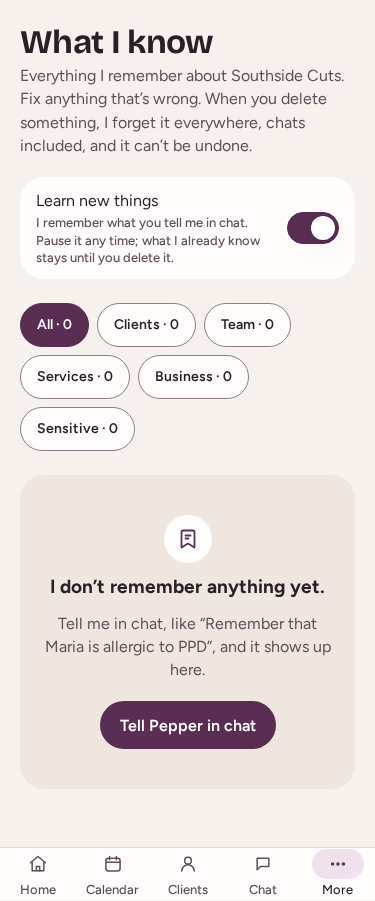 What I know
Everything I remember about Southside Cuts.
Fix anything that’s wrong. When you delete
something, I forget it everywhere, chats
included, and it can’t be undone.
Learn new things
I remember what you tell me in chat.
Pause it any time; what I already know
stays until you delete it.
All · 0
Clients · 0
Team · 0
Services · 0
Business · 0
Sensitive · 0
I don’t remember anything yet.
Tell me in chat, like “Remember that
Maria is allergic to PPD”, and it shows up
here.
Tell Pepper in chat
Home
Calendar
Clients
Chat
More